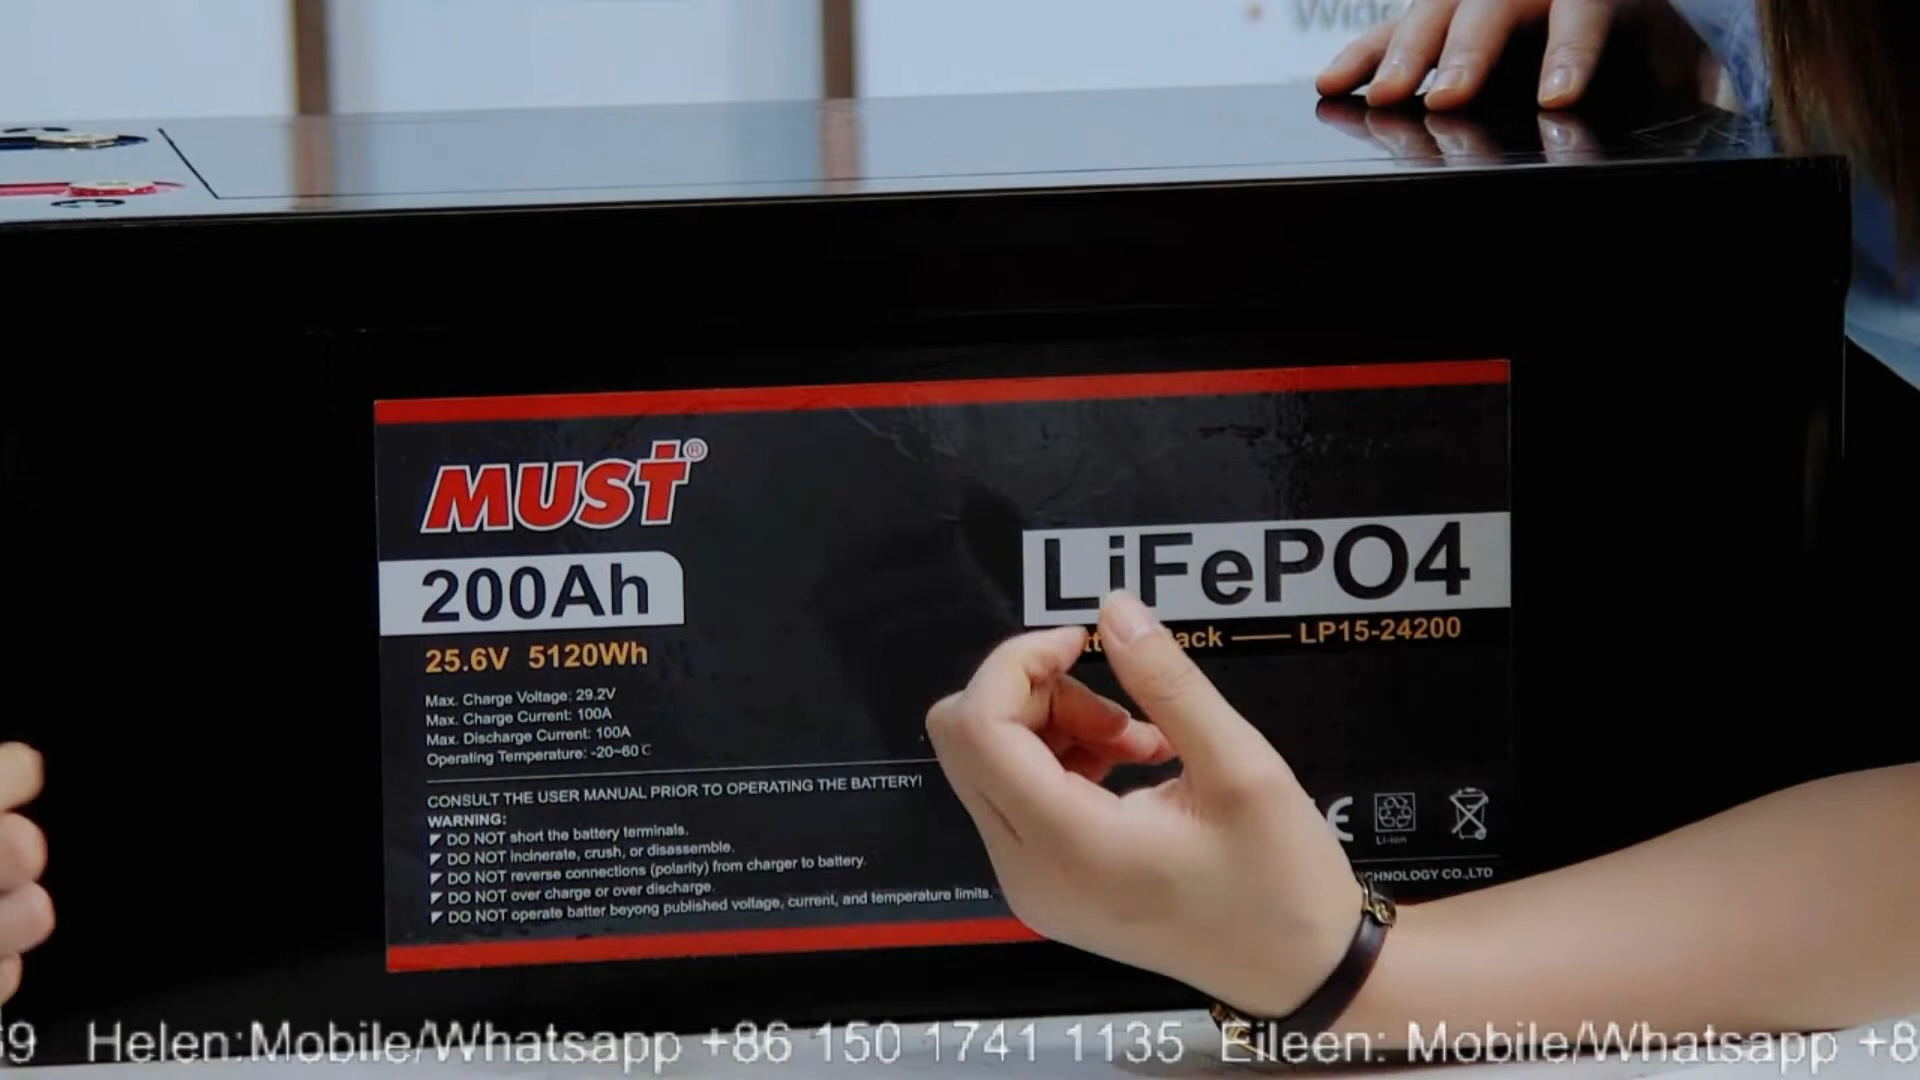 Wide
MUST®
200Ah
25.6V 5120Wh
Max. Charge Voltage: 29.2V
Max. Charge Current: 100A
Max. Discharge Current: 100A
Operating Temperature: -20~60℃
CONSULT THE USER MANUAL PRIOR TO OPERATING THE BATTERY!
WARNING:
DO NOT short the battery terminals.
DO NOT incinerate, crush, or disassemble.
DO NOT reverse connections (polarity) from charger to battery.
DO NOT over charge or over discharge.
DO NOT operate batter beyong published voltage, current, and temperature limits.
LiFePO4
LP15-24200
CE
Li-ion
CO.,LTD
Helen:Mobile/Whatsapp +86 150 1741 1135 Eileen: Mobile/Whatsapp +8